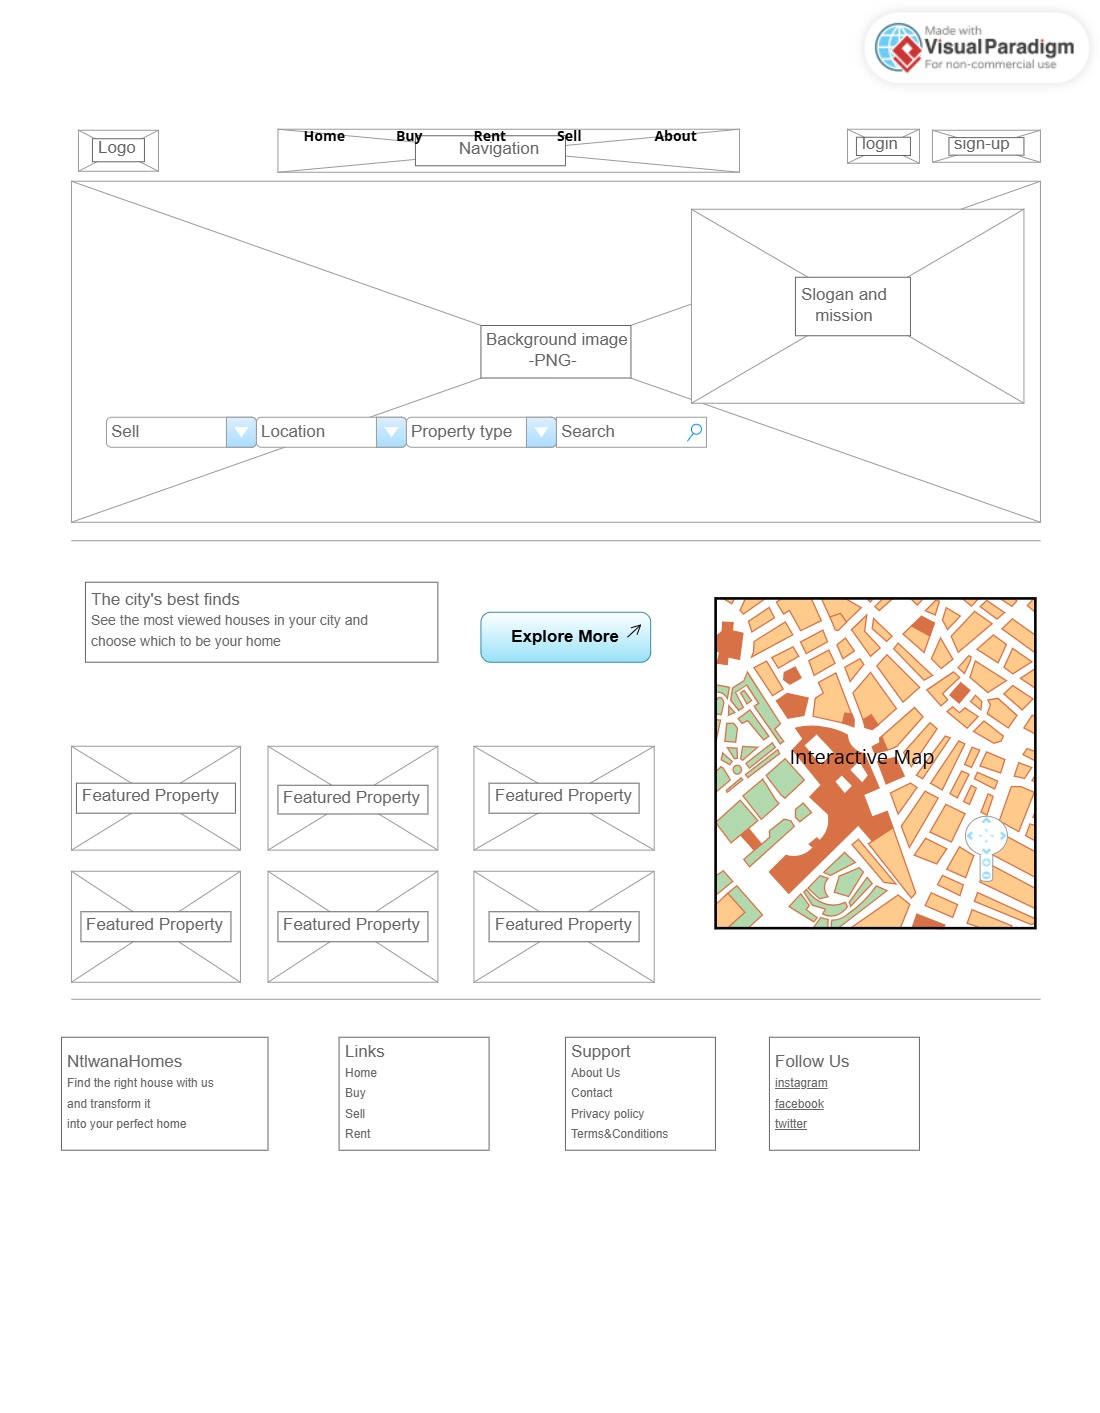 Made with
VisualParadigm
For non-commercial use
Logo
Home Buy Rent Sell About
Navigation
login
sign-up
Slogan and
mission
Background image
-PNG-
Sell
Location
Property type
Search
The city's best finds
See the most viewed houses in your city and
choose which to be your home
Explore More
Interactive Map
Featured Property
Featured Property
Featured Property
Featured Property
Featured Property
Featured Property
NtlwanaHomes
Find the right house with us
and transform it
into your perfect home
Links
Home
Buy
Sell
Rent
Support
About Us
Contact
Privacy policy
Terms&Conditions
Follow Us
instagram
facebook
twitter